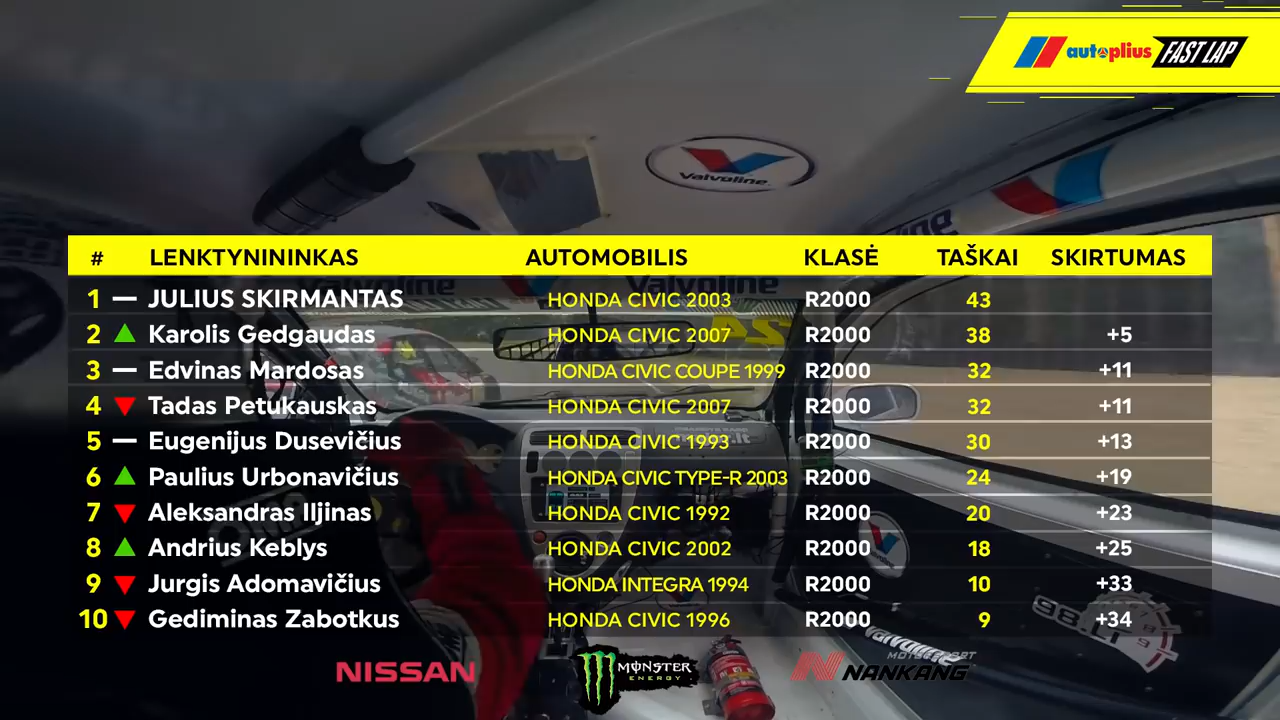 autoplius FAST LAP
Valvoline
# LENKTYNININKAS AUTOMOBILIS KLASĖ TAŠKAI SKIRTUMAS
1 JULIUS SKIRMANTAS HONDA CIVIC 2003 R2000 43
2 Karolis Gedgaudas HONDA CIVIC 2007 R2000 38 +5
3 Edvinas Mardosas HONDA CIVIC COUPE 1999 R2000 32 +11
4 Tadas Petukauskas HONDA CIVIC 2007 R2000 32 +11
5 Eugenijus Dusevičius HONDA CIVIC 1993 R2000 30 +13
6 Paulius Urbonavičius HONDA CIVIC TYPE-R 2003 R2000 24 +19
7 Aleksandras Iljinas HONDA CIVIC 1992 R2000 20 +23
8 Andrius Keblys HONDA CIVIC 2002 R2000 18 +25
9 Jurgis Adomavičius HONDA INTEGRA 1994 R2000 10 +33
10 Gediminas Zabotkus HONDA CIVIC 1996 R2000 9 +34
Valvoline
NISSAN MONSTER ENERGY MOTORSPORT NANKANG